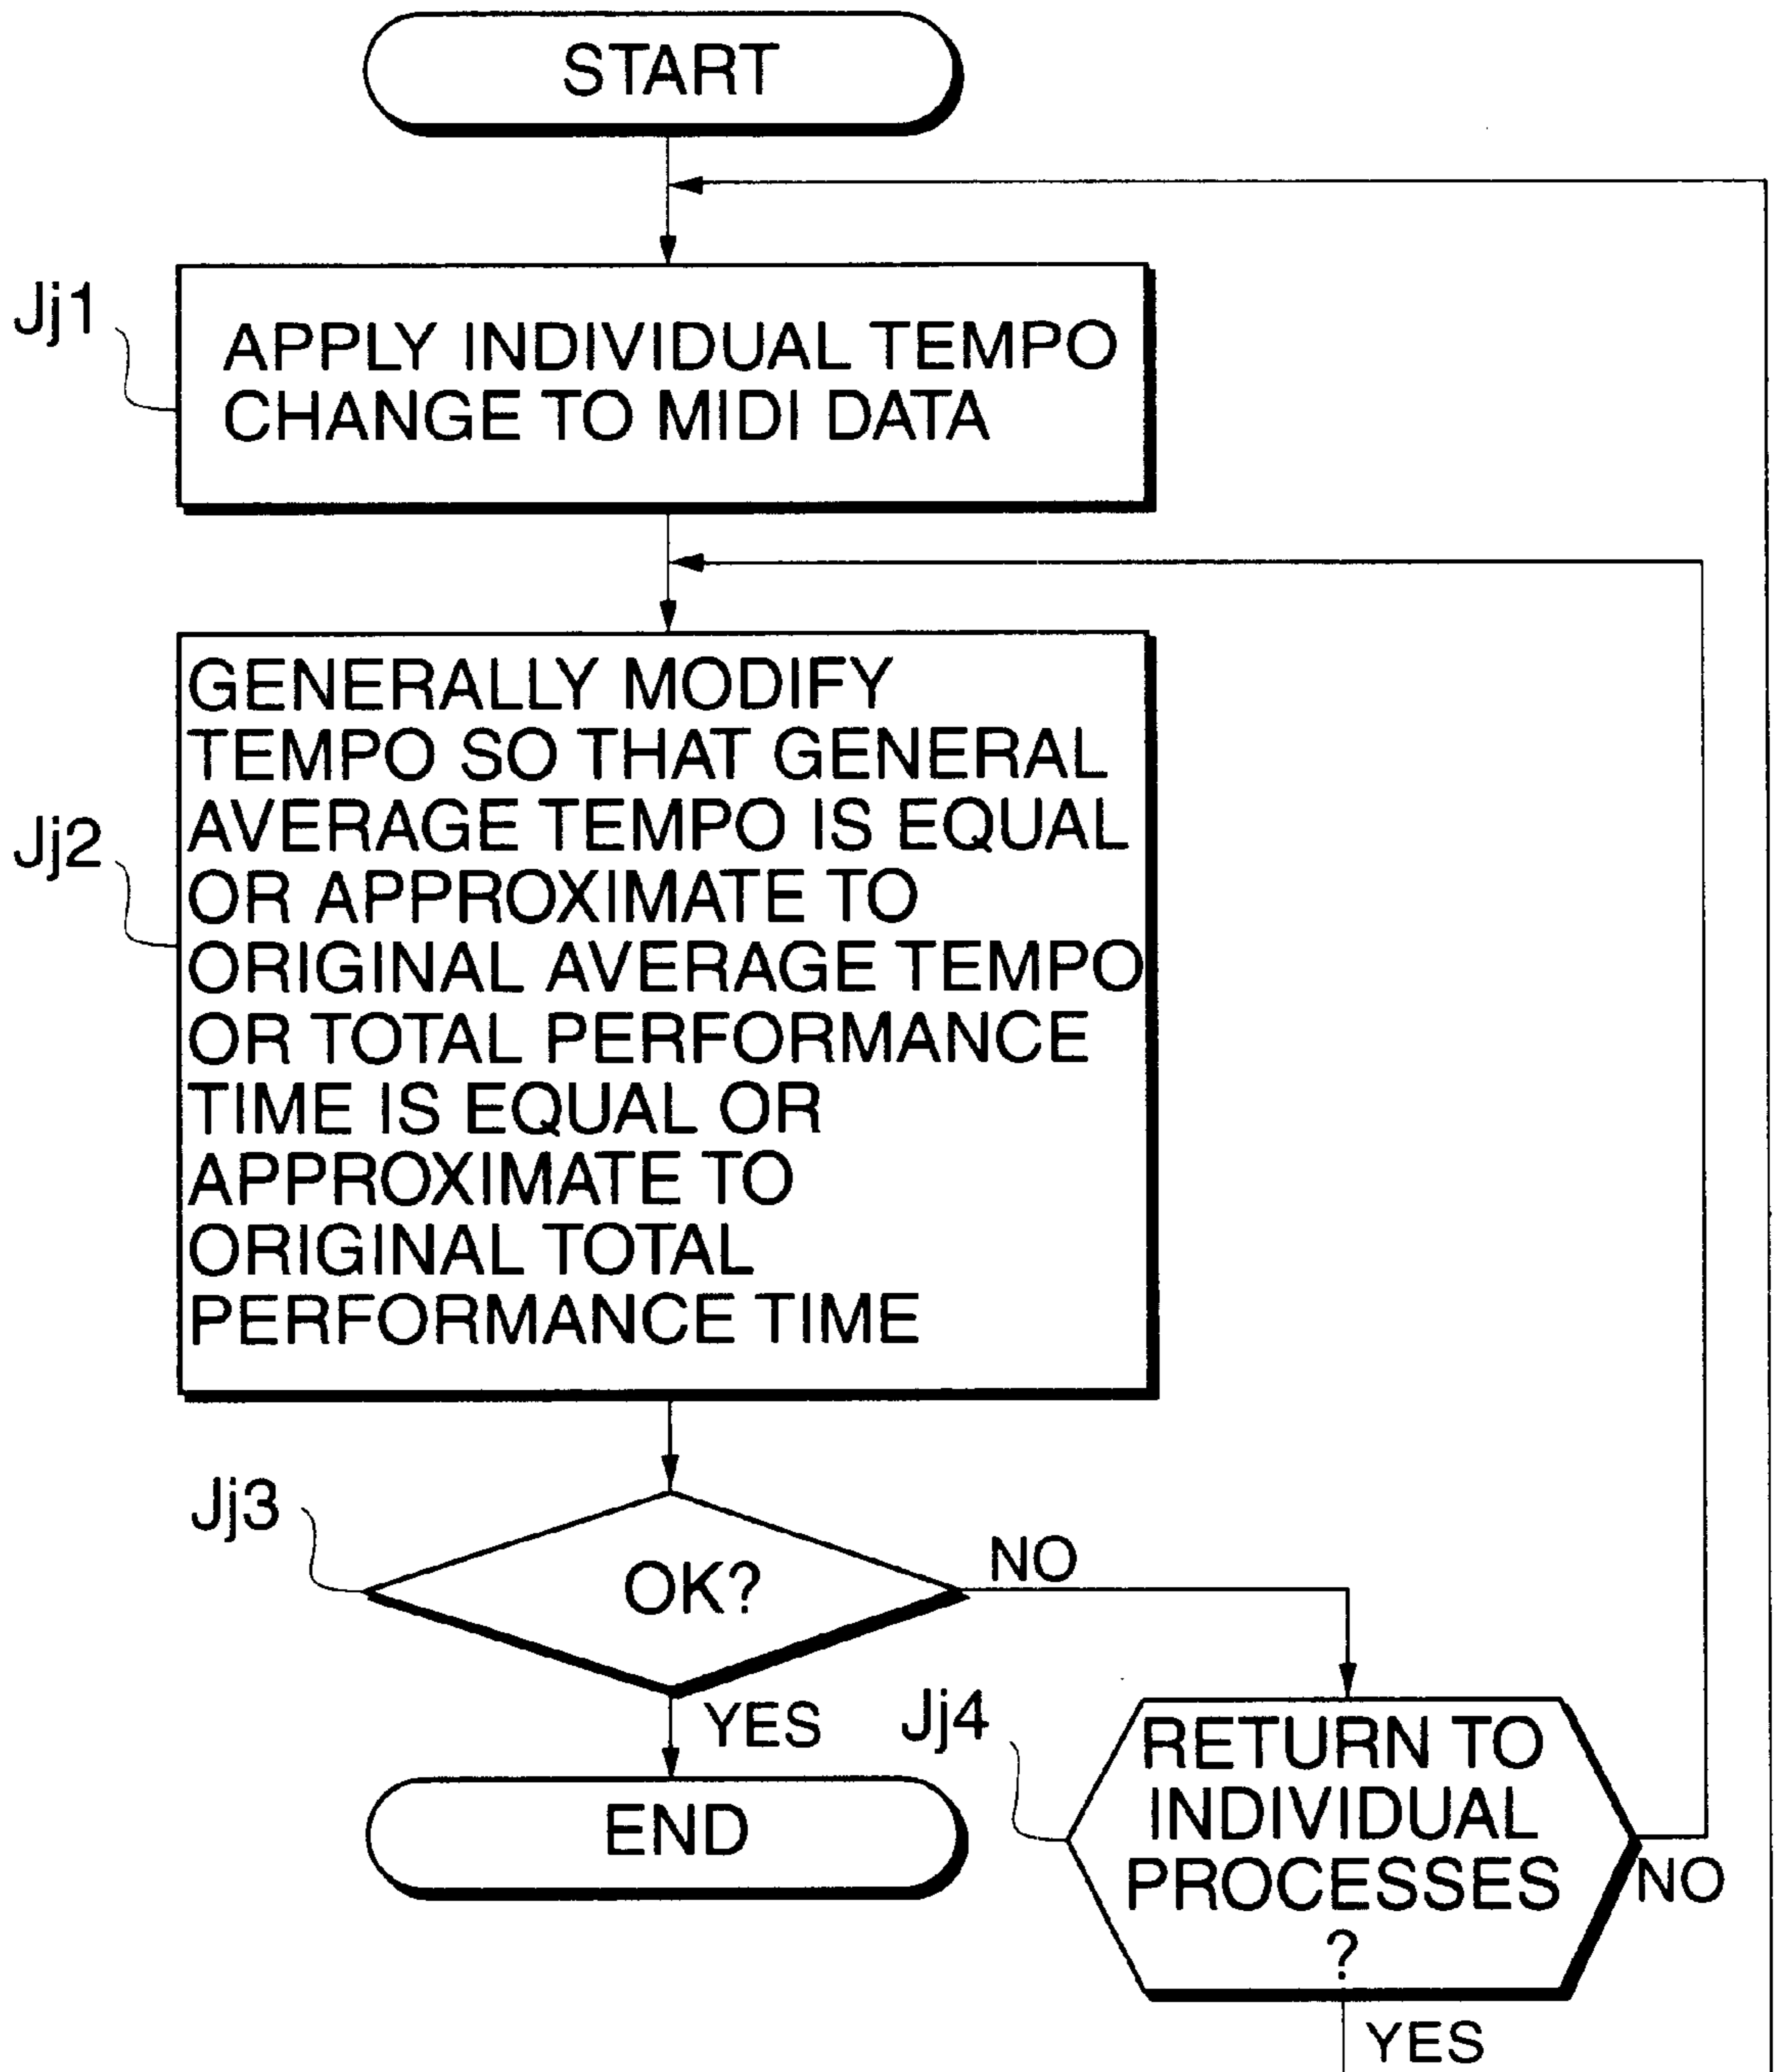 START
Jj1
APPLY INDIVIDUAL TEMPO
CHANGE TO MIDI DATA
Jj2
GENERALLY MODIFY
TEMPO SO THAT GENERAL
AVERAGE TEMPO IS EQUAL
OR APPROXIMATE TO
ORIGINAL AVERAGE TEMPO
OR TOTAL PERFORMANCE
TIME IS EQUAL OR
APPROXIMATE TO
ORIGINAL TOTAL
PERFORMANCE TIME
Jj3
OK?
NO
YES
END
Jj4
RETURN TO
INDIVIDUAL
PROCESSES
?
NO
YES